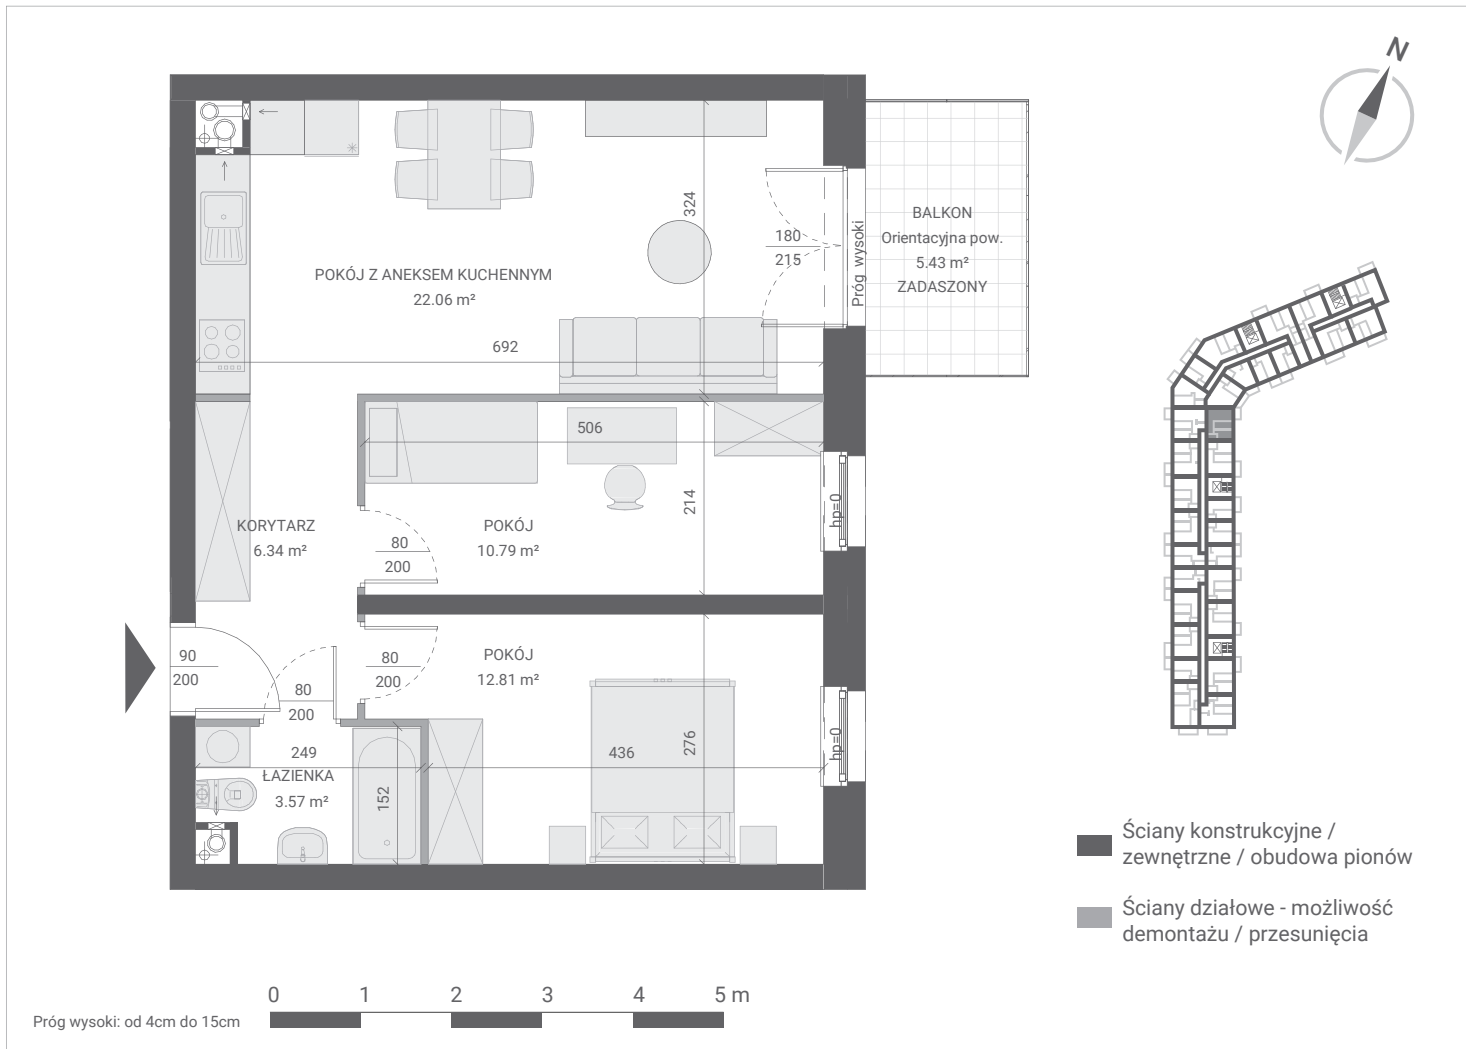 N
324
180
215
Próg wysoki
BALKON
Orientacyjna pow.
5.43 m²
ZADASZONY
POKÓJ Z ANEKSEM KUCHENNYM
22.06 m²
692
506
214
hp=0
KORYTARZ
6.34 m²
POKÓJ
10.79 m²
80
200
90
200
80
200
80
200
POKÓJ
12.81 m²
249
436
276
hp=0
ŁAZIENKA
3.57 m²
152
Ściany konstrukcyjne /
zewnętrzne / obudowa pionów
Ściany działowe - możliwość
demontażu / przesunięcia
0 1 2 3 4 5 m
Próg wysoki: od 4cm do 15cm